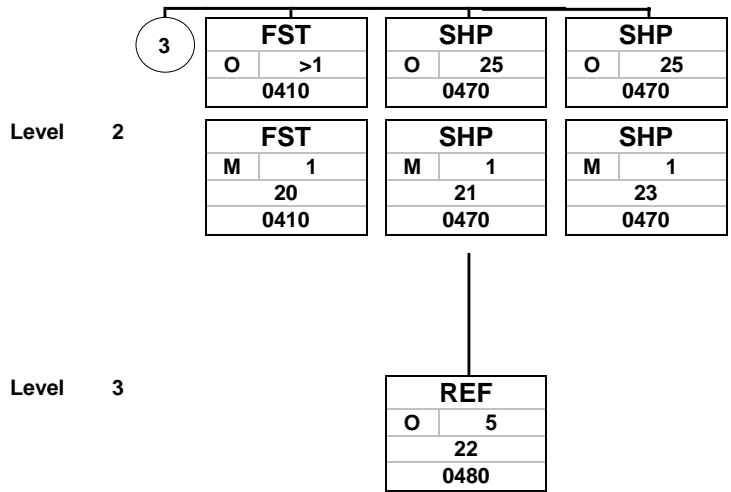 3
FST SHP SHP
O >1 O 25 O 25
0410 0470 0470
Level 2
FST SHP SHP
M 1 M 1 M 1
20 21 23
0410 0470 0470
Level 3
REF
O 5
22
0480